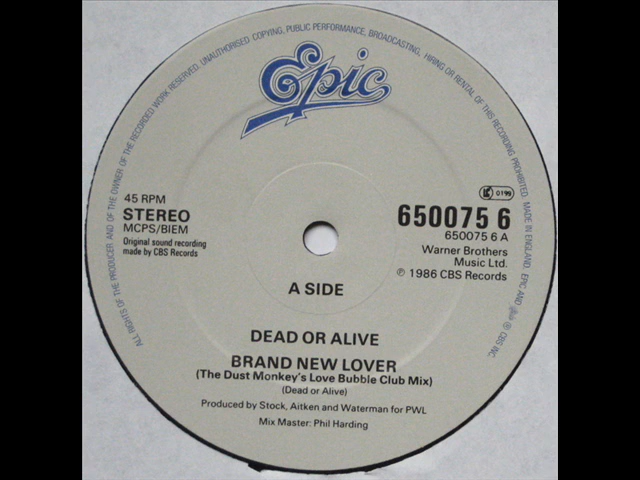 ALL RIGHTS OF THE PRODUCER AND OF THE OWNER OF THE RECORDED WORK RESERVED. UNAUTHORISED COPYING, PUBLIC PERFORMANCE, BROADCASTING, HIRING OR RENTAL OF THIS RECORDING PROHIBITED. MADE IN ENGLAND. EPIC AND ® CBS INC.
Epic
45 RPM
STEREO
MCPS/BIEM
Original sound recording
made by CBS Records
LC 0199
650075 6
650075 6 A
Warner Brothers
Music Ltd.
℗ 1986 CBS Records
A SIDE
DEAD OR ALIVE
BRAND NEW LOVER
(The Dust Monkey's Love Bubble Club Mix)
(Dead or Alive)
Produced by Stock, Aitken and Waterman for PWL
Mix Master: Phil Harding